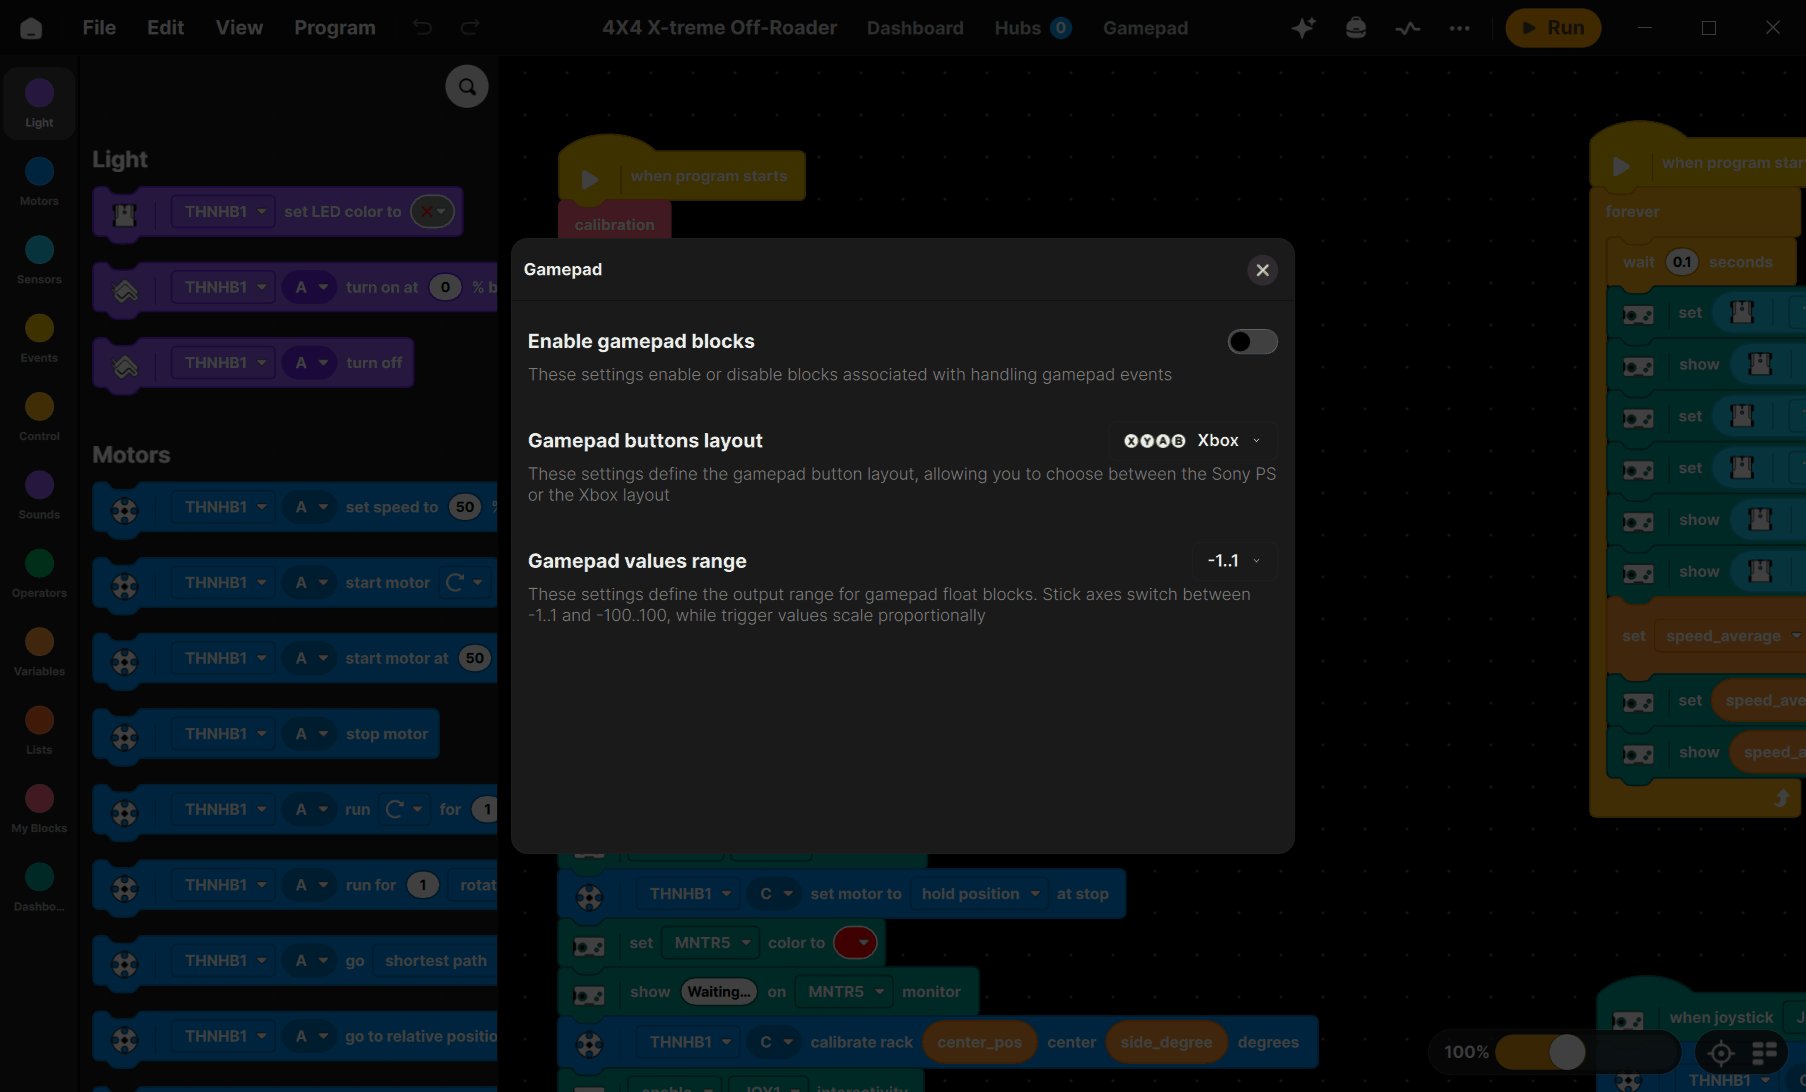 File Edit View Program 4X4 X-treme Off-Roader Dashboard Hubs 0 Gamepad Run
Light
Motors
Sensors
Events
Control
Sounds
Operators
Variables
Lists
My Blocks
Dashbo...
Light
THNHB1 set LED color to
THNHB1 A turn on at 0 % b
THNHB1 A turn off
Motors
THNHB1 A set speed to 50 %
THNHB1 A start motor
THNHB1 A start motor at 50
THNHB1 A stop motor
THNHB1 A run for 1
THNHB1 A run for 1 rotat
THNHB1 A go shortest path
THNHB1 A go to relative positio
when program starts
calibration
Gamepad
Enable gamepad blocks
These settings enable or disable blocks associated with handling gamepad events
Gamepad buttons layout
XYAB Xbox
These settings define the gamepad button layout, allowing you to choose between the Sony PS
or the Xbox layout
Gamepad values range
-1..1
These settings define the output range for gamepad float blocks. Stick axes switch between
-1..1 and -100..100, while trigger values scale proportionally
THNHB1 C set motor to hold position at stop
set MNTR5 color to
show Waiting... on MNTR5 monitor
THNHB1 C calibrate rack center_pos center side_degree degrees
enable JOY1 interactivity
when program star
forever
wait 0.1 seconds
set
show
set
set
show
show
set speed_average
set speed_ave
show speed_a
when joystick J
THNHB1
100%